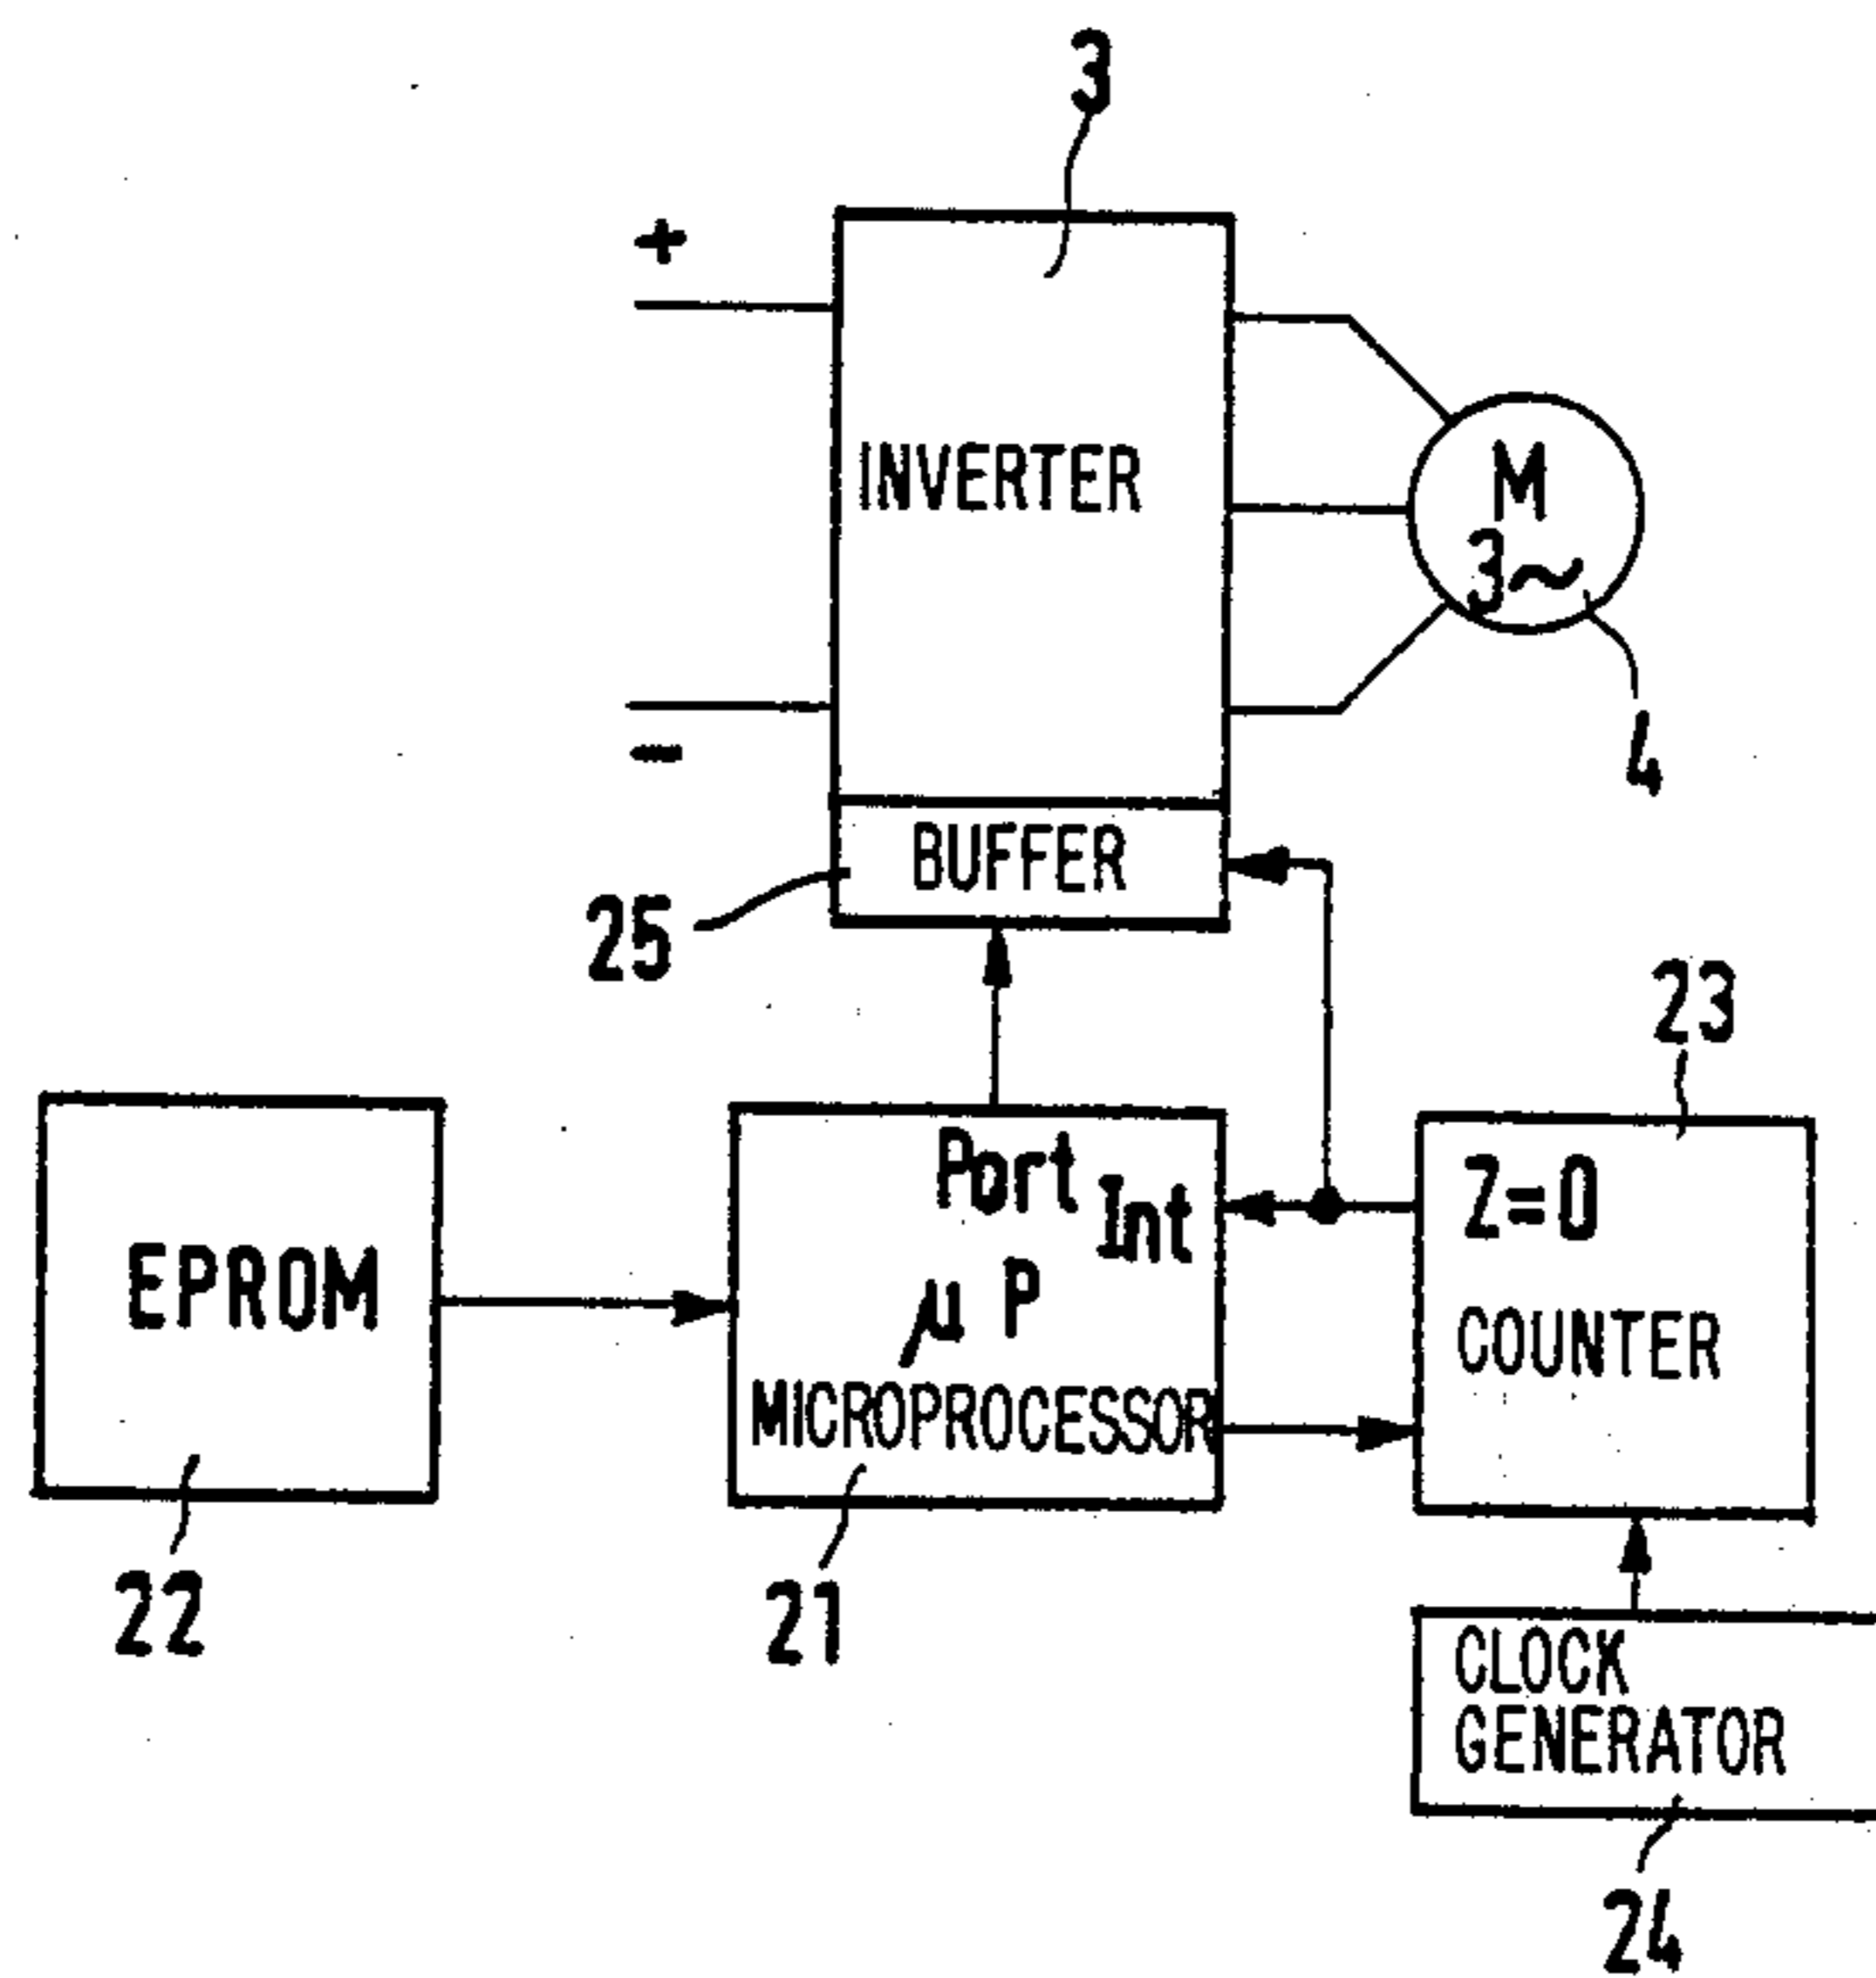 3
+
INVERTER
M
3~
−
4
BUFFER
25
23
Port
Int
Z=0
EPROM
μP
COUNTER
MICROPROCESSOR
22
21
CLOCK
GENERATOR
24